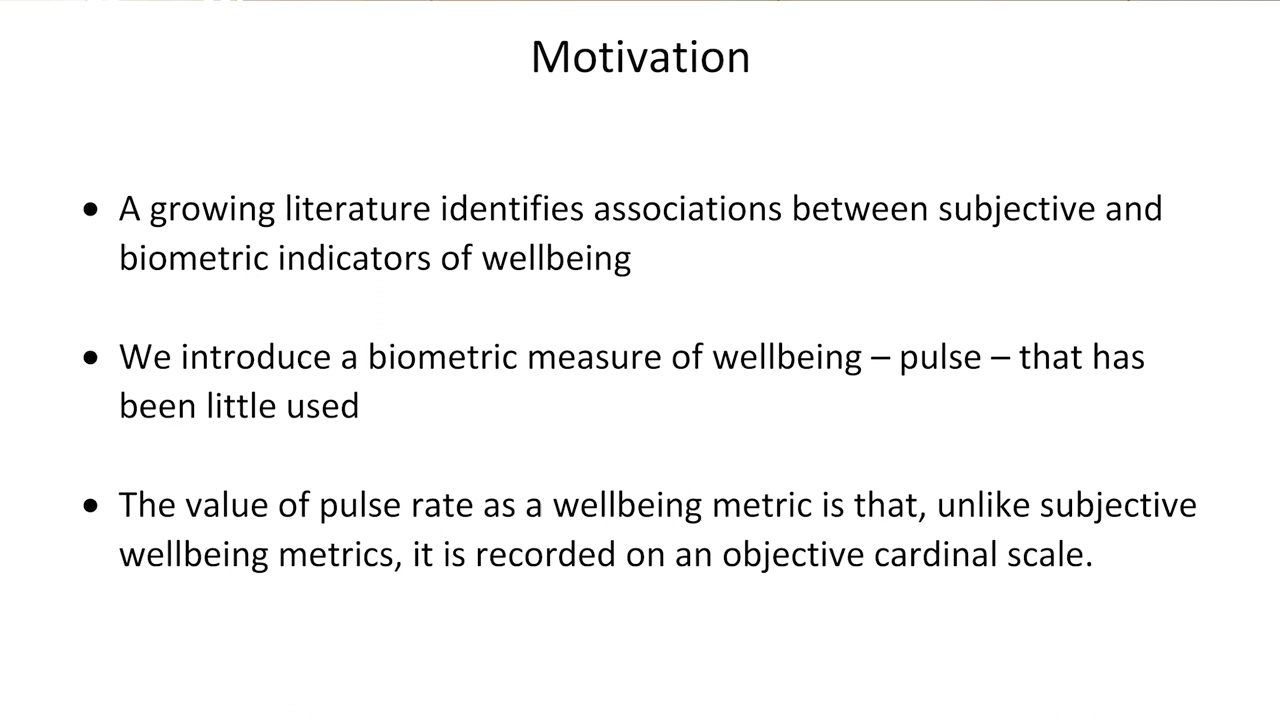 Motivation
• A growing literature identifies associations between subjective and
biometric indicators of wellbeing
• We introduce a biometric measure of wellbeing – pulse – that has
been little used
• The value of pulse rate as a wellbeing metric is that, unlike subjective
wellbeing metrics, it is recorded on an objective cardinal scale.